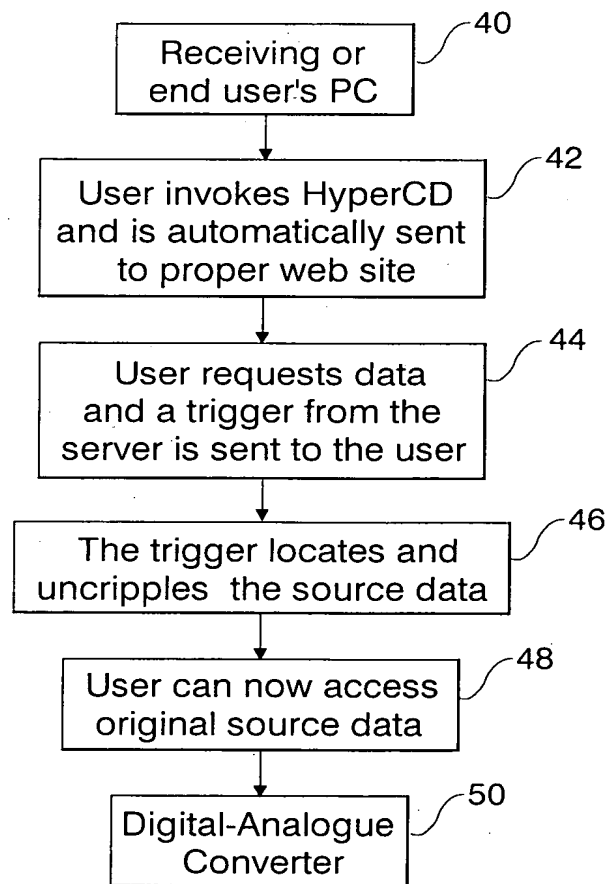 40
Receiving or
end user's PC
42
User invokes HyperCD
and is automatically sent
to proper web site
44
User requests data
and a trigger from the
server is sent to the user
46
The trigger locates and
uncripples the source data
48
User can now access
original source data
50
Digital-Analogue
Converter